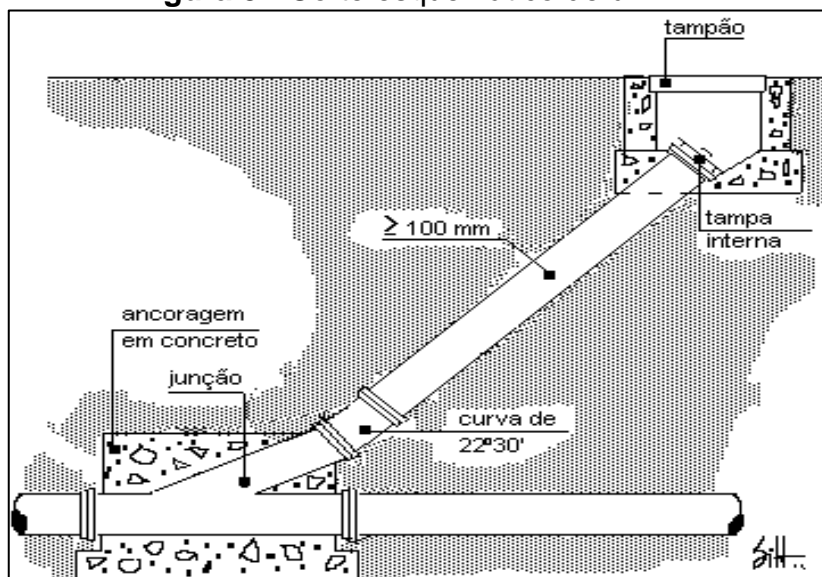 tampão
≥ 100 mm
tampa
interna
ancoragem
em concreto
junção
curva de
22º30'